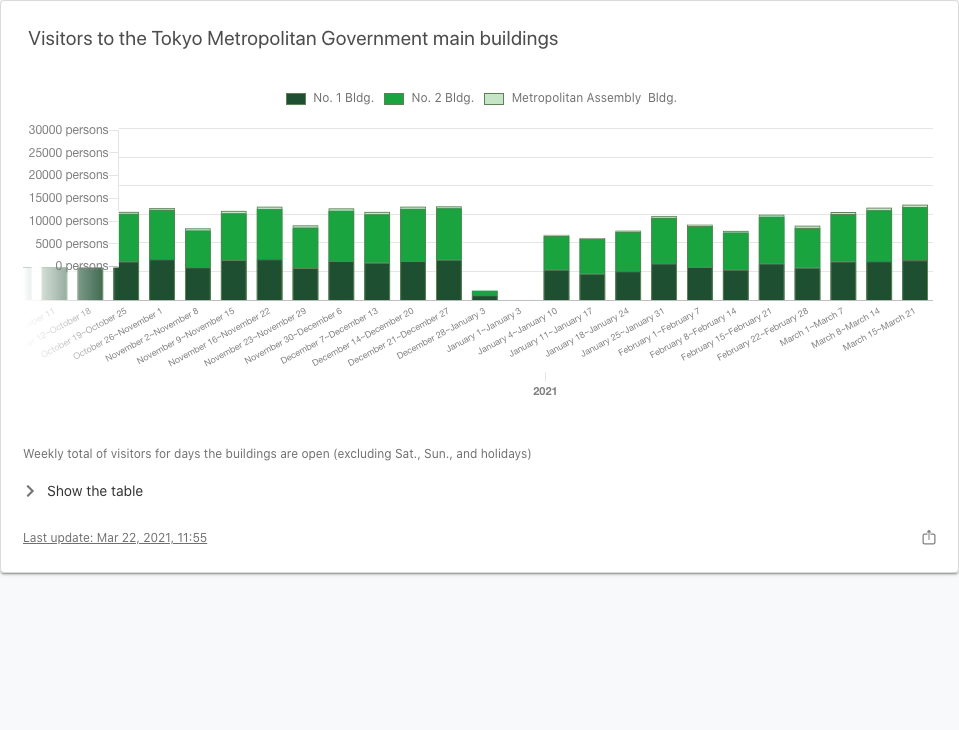 Visitors to the Tokyo Metropolitan Government main buildings
No. 1 Bldg. No. 2 Bldg. Metropolitan Assembly Bldg.
30000 persons
25000 persons
20000 persons
15000 persons
10000 persons
5000 persons
0 persons
October 19~October 25
October 26~November 1
November 2~November 8
November 9~November 15
November 16~November 22
November 23~November 29
November 30~December 6
December 7~December 13
December 14~December 20
December 21~December 27
December 28~January 3
January 1~January 3
January 4~January 10
January 11~January 17
January 18~January 24
January 25~January 31
February 1~February 7
February 8~February 14
February 15~February 21
February 22~February 28
March 1~March 7
March 8~March 14
March 15~March 21
2021
Weekly total of visitors for days the buildings are open (excluding Sat., Sun., and holidays)
Show the table
Last update: Mar 22, 2021, 11:55